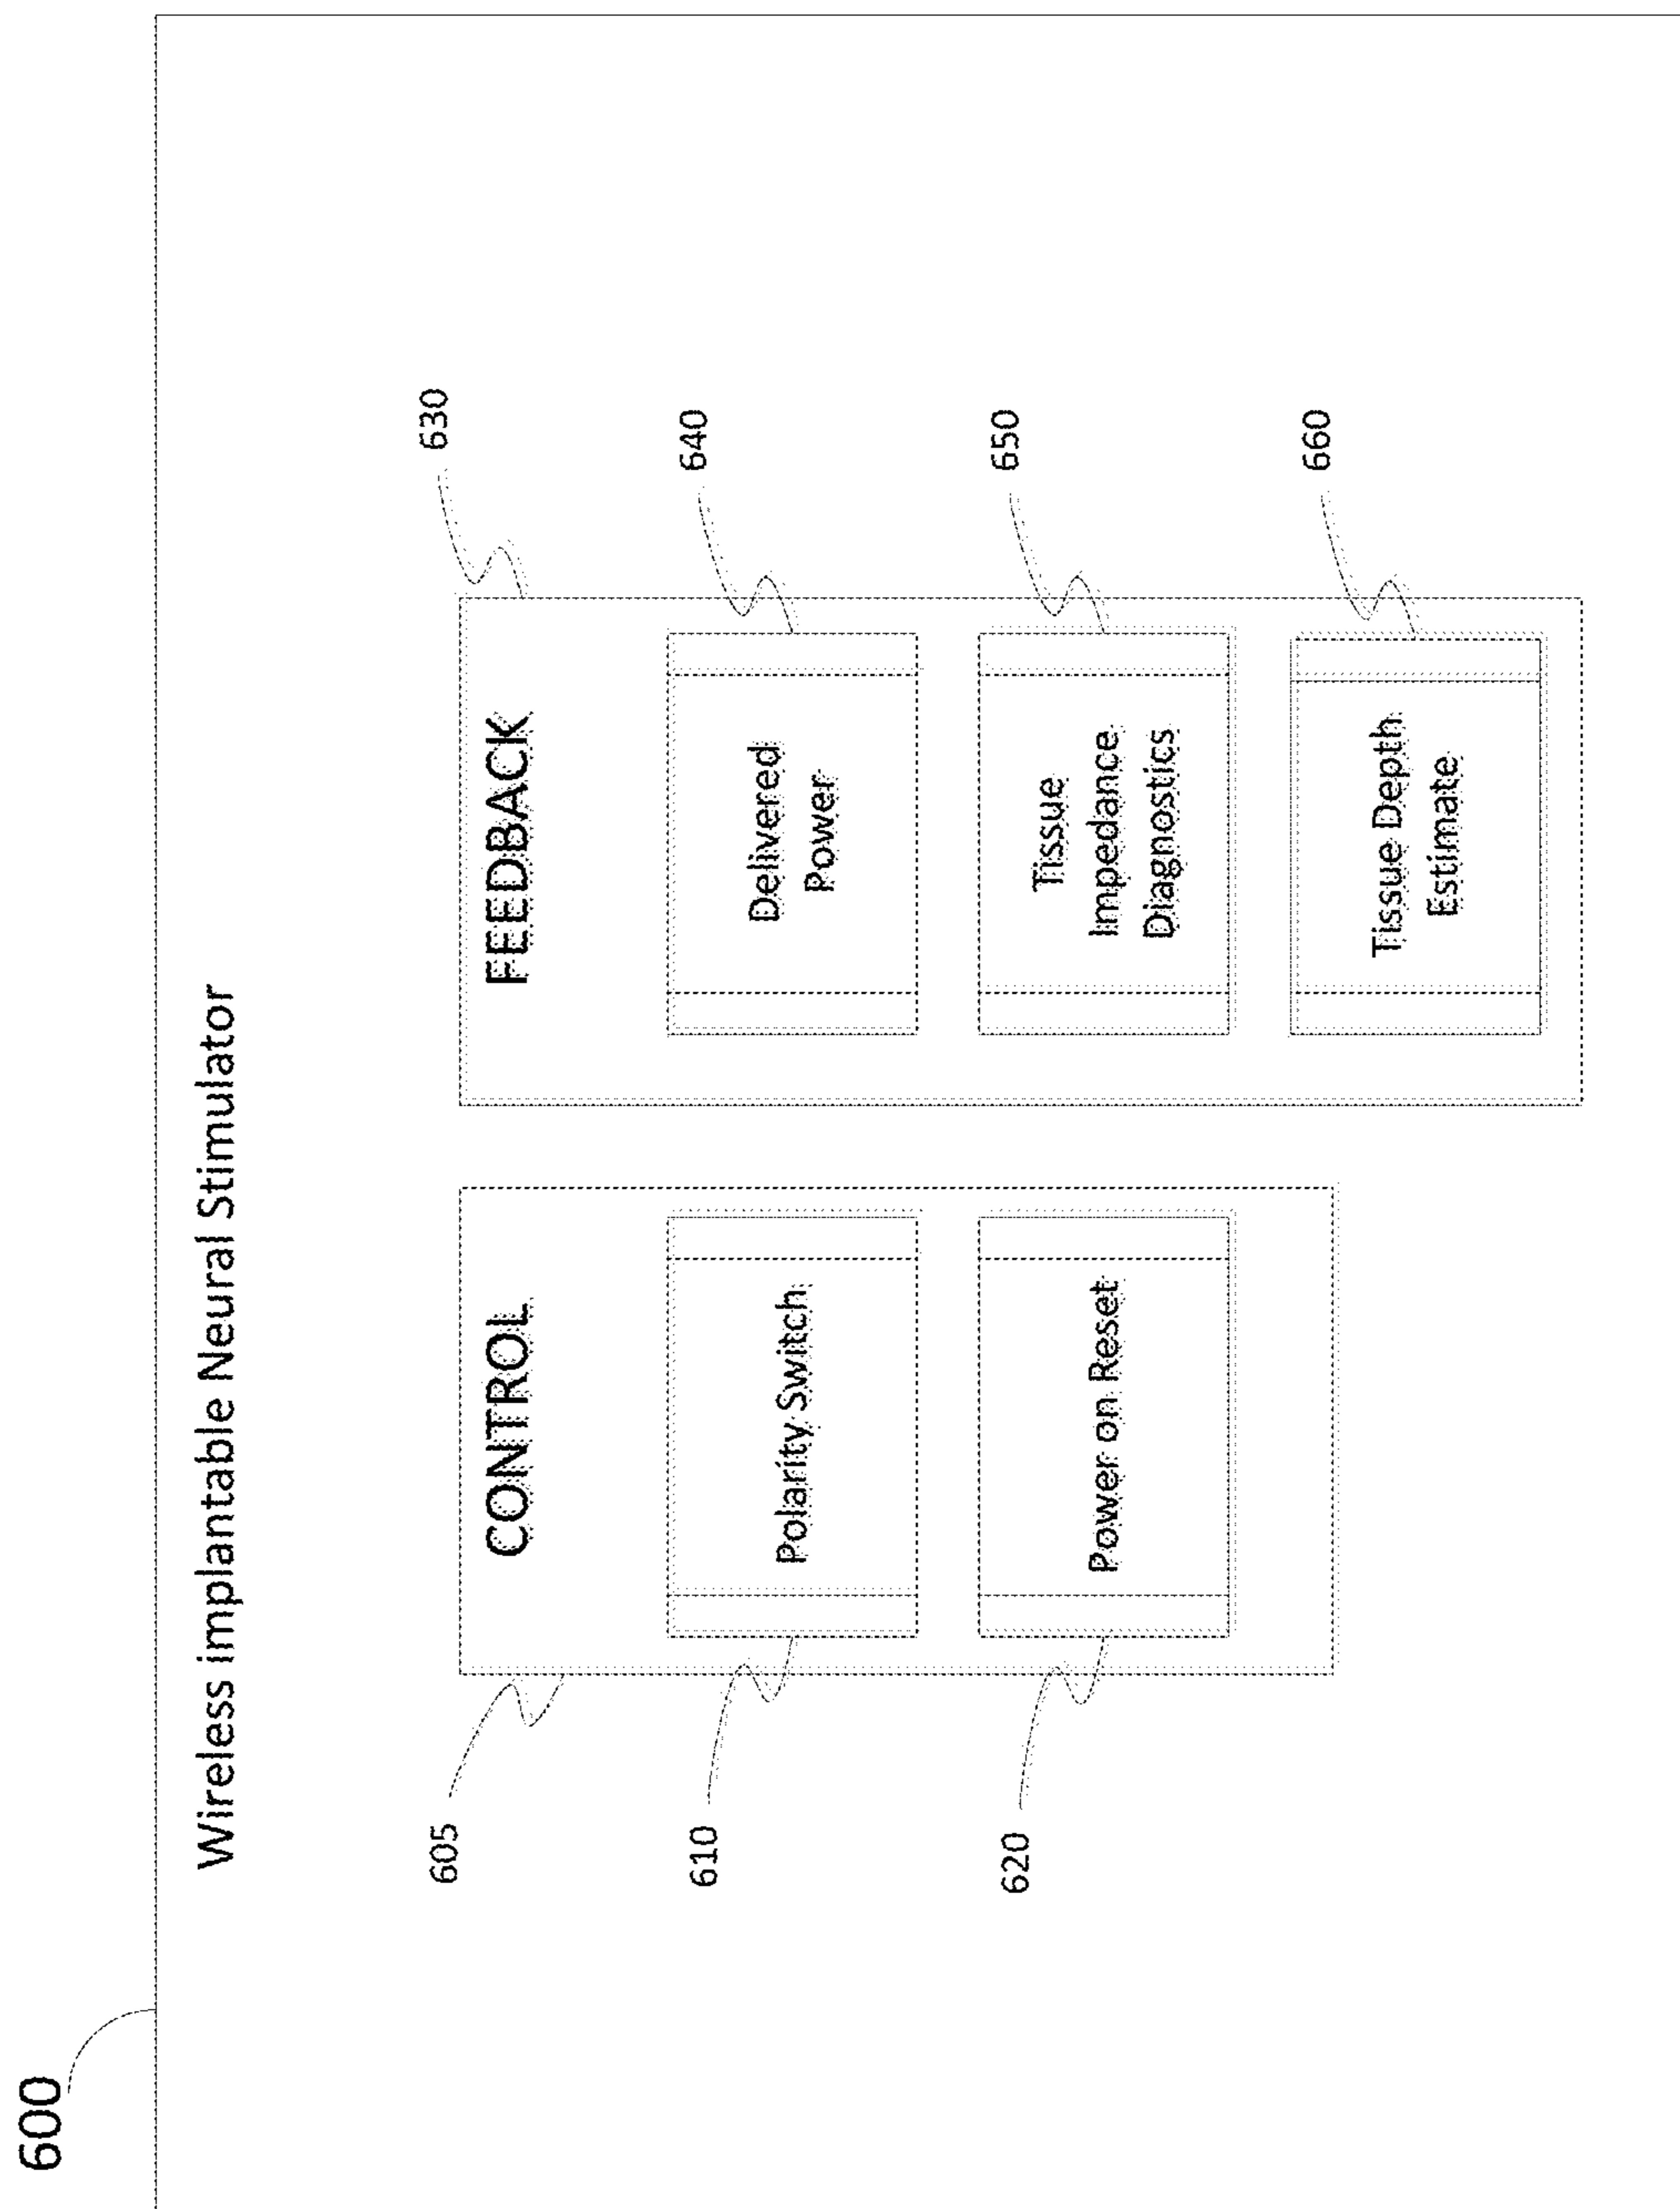 600
Wireless implantable Neural Stimulator
605
CONTROL
610
Polarity Switch
620
Power on Reset
FEEDBACK
630
Delivered
Power
640
Tissue
Impedance
Diagnostics
650
Tissue Depth
Estimate
660